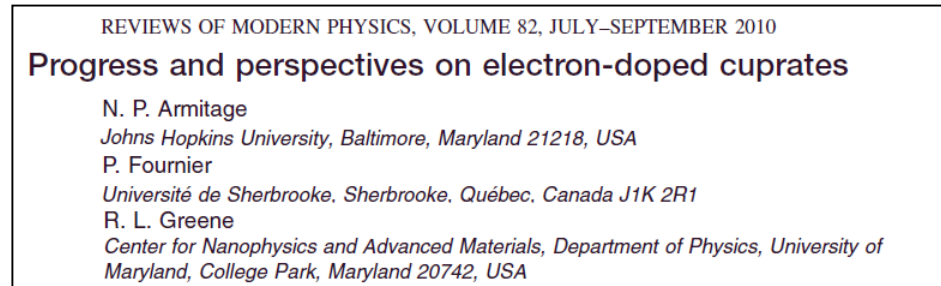 REVIEWS OF MODERN PHYSICS, VOLUME 82, JULY–SEPTEMBER 2010
Progress and perspectives on electron-doped cuprates
N. P. Armitage
Johns Hopkins University, Baltimore, Maryland 21218, USA
P. Fournier
Université de Sherbrooke, Sherbrooke, Québec, Canada J1K 2R1
R. L. Greene
Center for Nanophysics and Advanced Materials, Department of Physics, University of
Maryland, College Park, Maryland 20742, USA